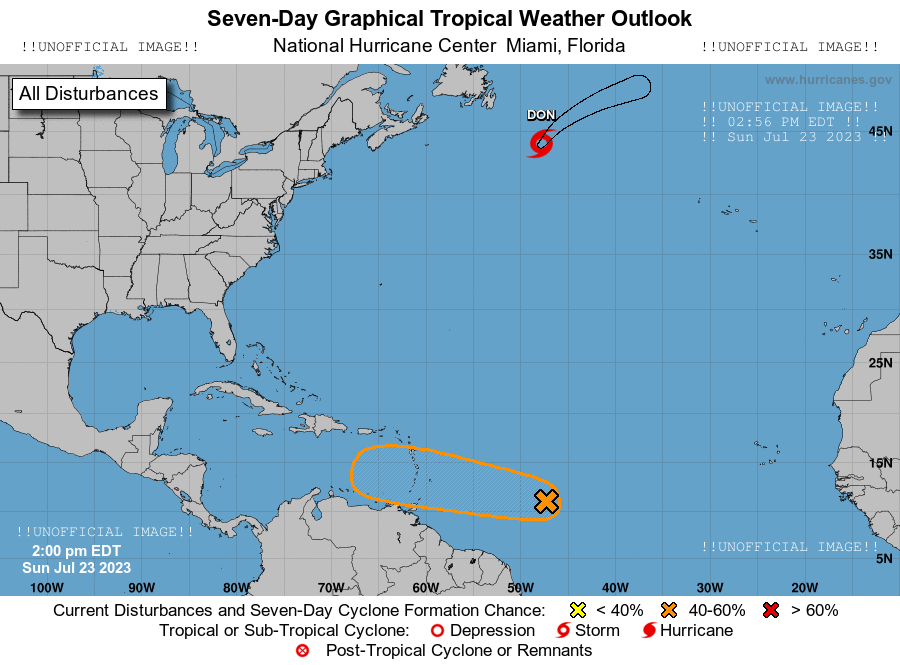 Seven-Day Graphical Tropical Weather Outlook
!!UNOFFICIAL IMAGE!!
National Hurricane Center  Miami, Florida
!!UNOFFICIAL IMAGE!!
www.hurricanes.gov
All Disturbances
!!UNOFFICIAL IMAGE!!
!! 02:56 PM EDT !!
!! Sun Jul 23 2023 !!
DON
45N
35N
25N
15N
!!UNOFFICIAL IMAGE!!
2:00 pm EDT
Sun Jul 23 2023
!!UNOFFICIAL IMAGE!!
5N
100W 90W 80W 70W 60W 50W 40W 30W 20W
Current Disturbances and Seven-Day Cyclone Formation Chance: < 40% 40-60% > 60%
Tropical or Sub-Tropical Cyclone: Depression Storm Hurricane
Post-Tropical Cyclone or Remnants